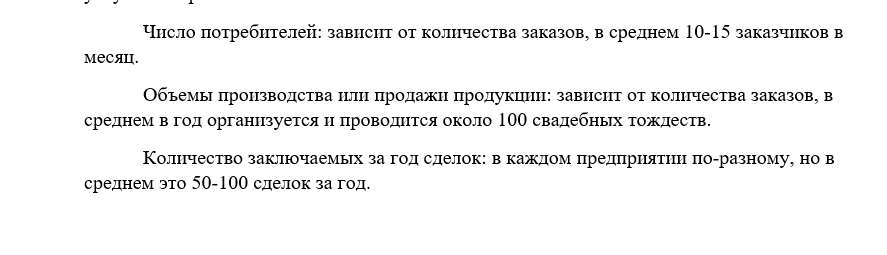 Число потребителей: зависит от количества заказов, в среднем 10-15 заказчиков в
месяц.
Объемы производства или продажи продукции: зависит от количества заказов, в
среднем в год организуется и проводится около 100 свадебных тождеств.
Количество заключаемых за год сделок: в каждом предприятии по-разному, но в
среднем это 50-100 сделок за год.